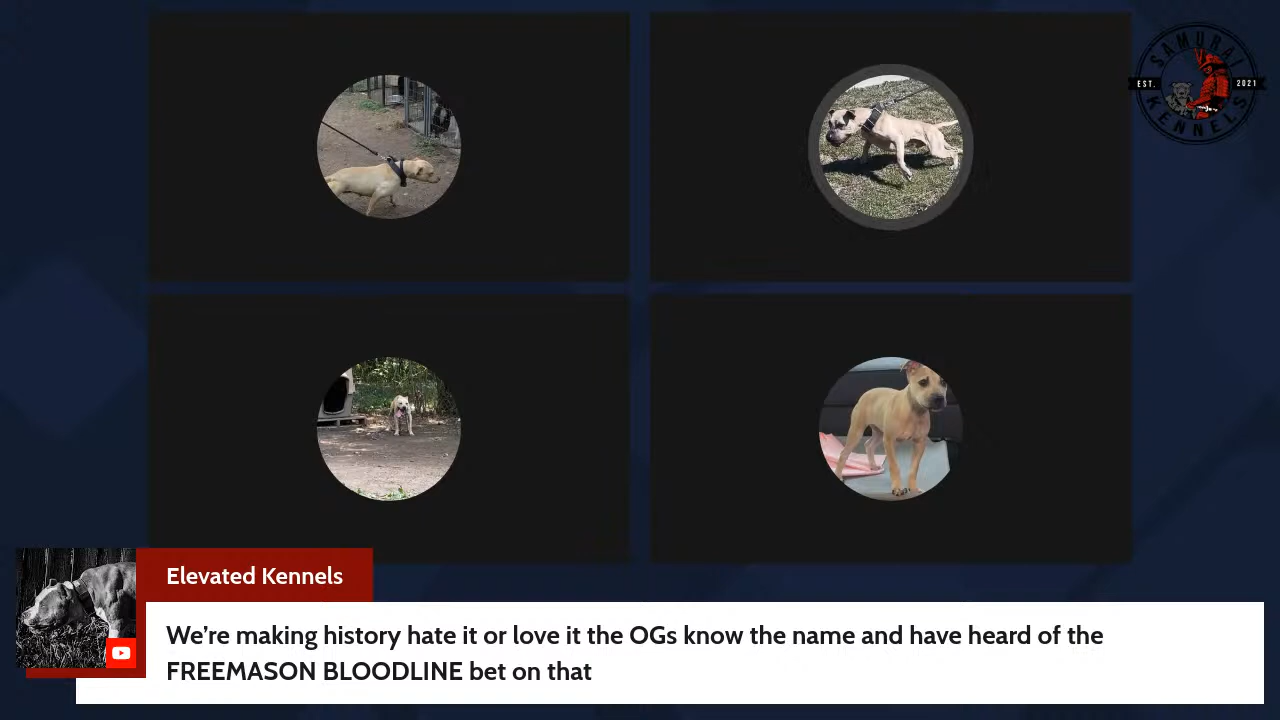 SAMURAI
EST.
2021
KENNELS
Elevated Kennels
We’re making history hate it or love it the OGs know the name and have heard of the
FREEMASON BLOODLINE bet on that